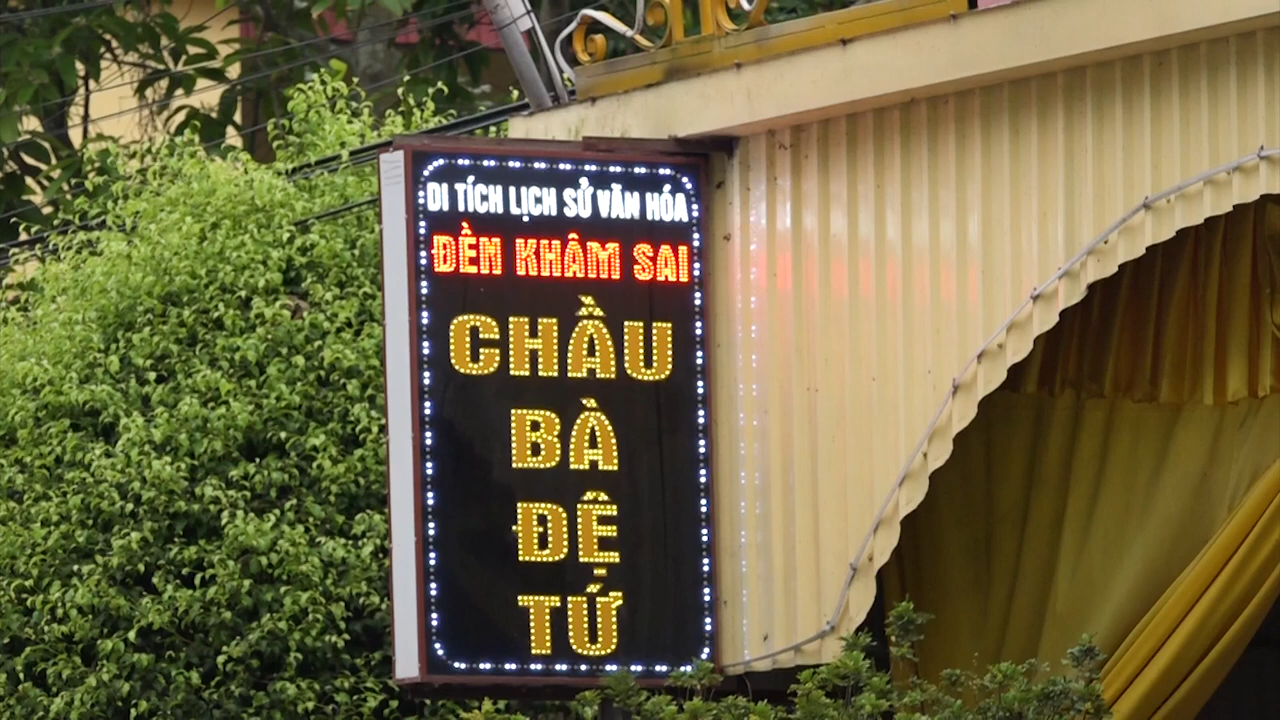 DI TÍCH LỊCH SỬ VĂN HÓA
ĐỀN KHÂM SAI
CHẦU
BÀ
ĐỆ
TỨ